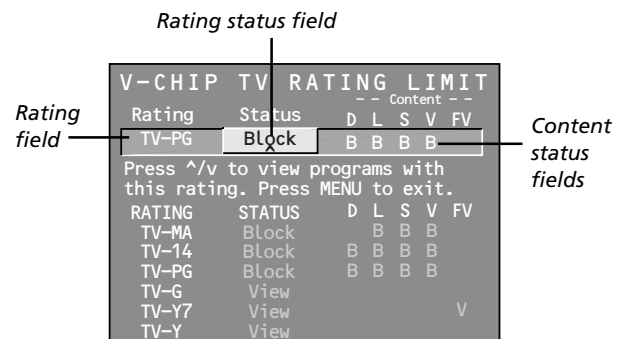 Rating status field
V-CHIP TV RATING LIMIT
-- Content --
Rating Status D L S V FV
Rating
field
TV-PG Block B B B B
Content
status
fields
Press ^/v to view programs with
this rating. Press MENU to exit.
RATING STATUS D L S V FV
TV-MA Block B B B
TV-14 Block B B B B
TV-PG Block B B B B
TV-G View
TV-Y7 View V
TV-Y View